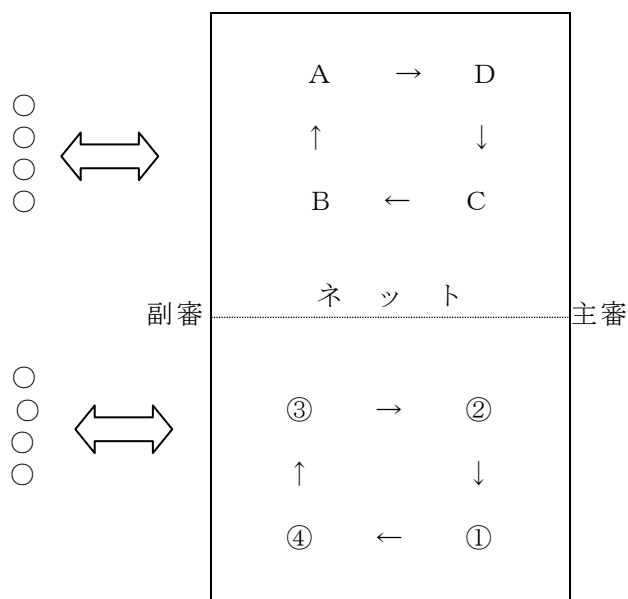 A → D
↑ ↓
B ← C
ネット
副審 主審
③ → ②
↑ ↓
④ ← ①